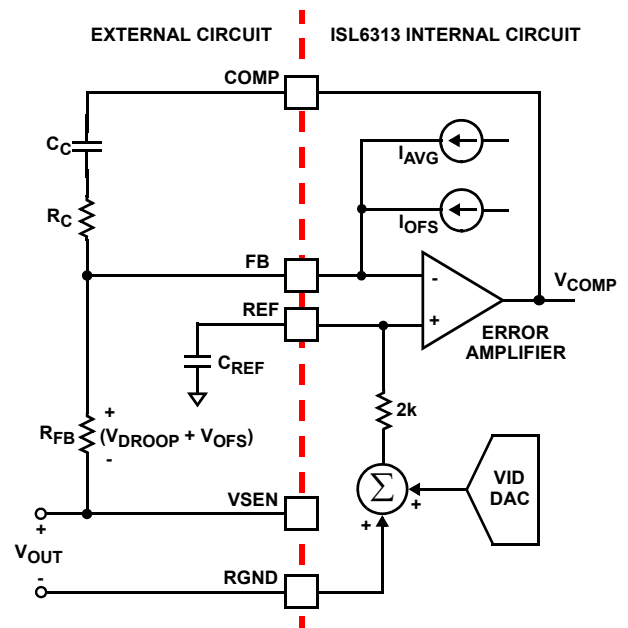 EXTERNAL CIRCUIT
ISL6313 INTERNAL CIRCUIT
COMP
CC
IAVG
RC
IOFS
FB
VCOMP
-
+
REF
ERROR
AMPLIFIER
CREF
2k
+
RFB
(VDROOP + VOFS)
-
VID
DAC
Σ
VSEN
+
+
+
VOUT
-
RGND